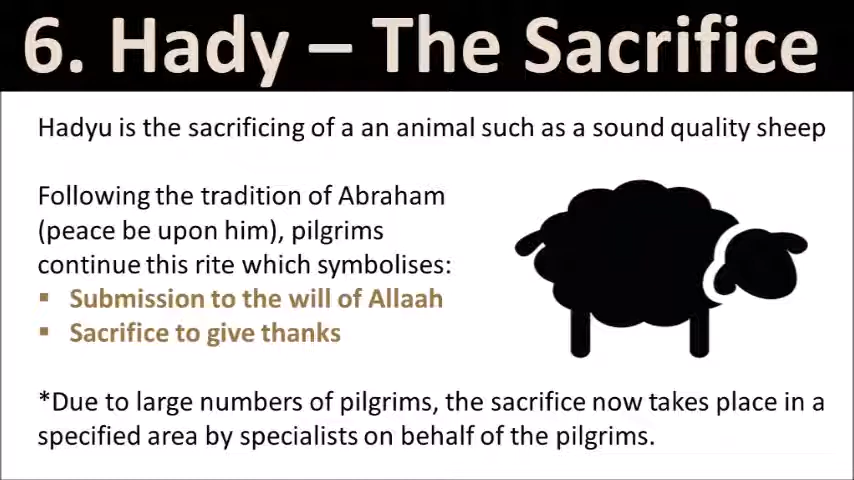 6. Hady – The Sacrifice
Hadyu is the sacrificing of a an animal such as a sound quality sheep
Following the tradition of Abraham
(peace be upon him), pilgrims
continue this rite which symbolises:
▪ Submission to the will of Allaah
▪ Sacrifice to give thanks
*Due to large numbers of pilgrims, the sacrifice now takes place in a
specified area by specialists on behalf of the pilgrims.